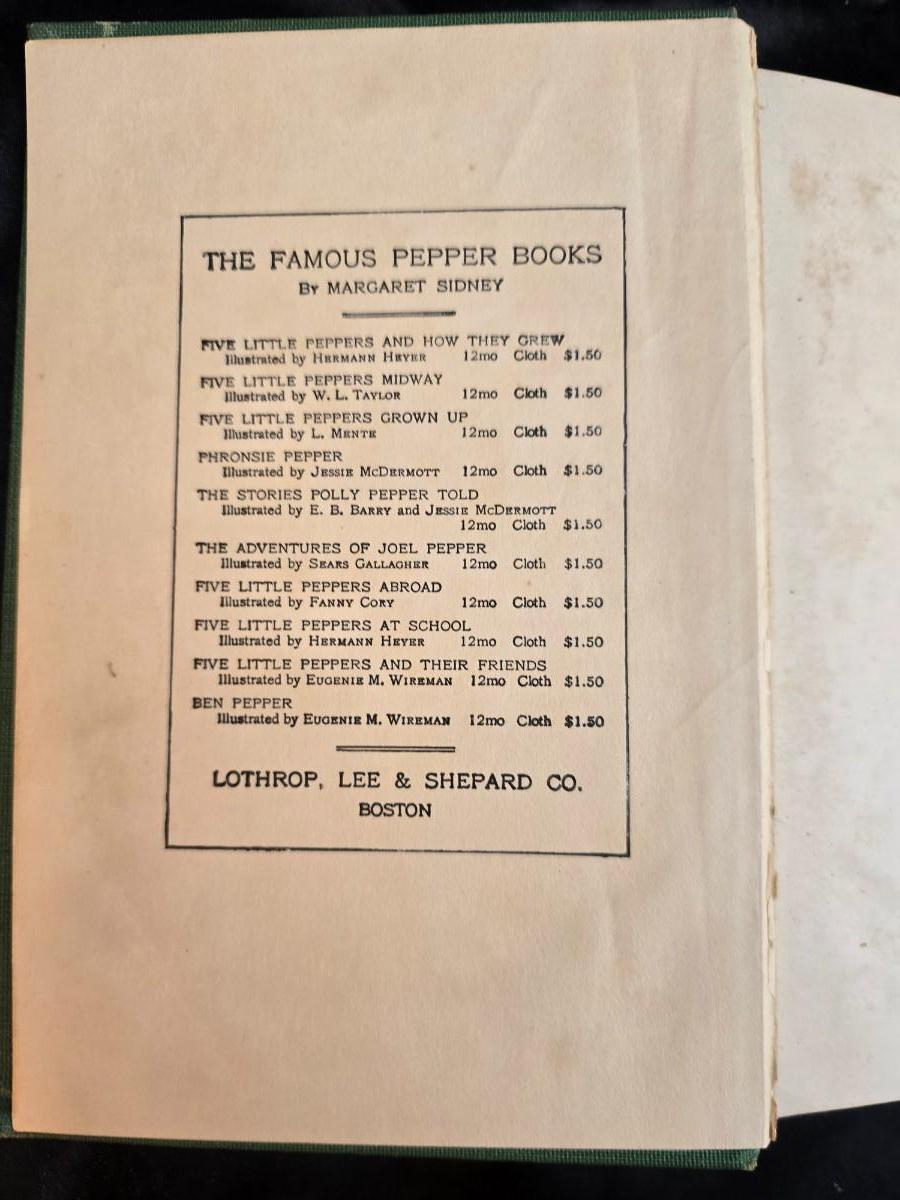 THE FAMOUS PEPPER BOOKS
BY MARGARET SIDNEY
FIVE LITTLE PEPPERS AND HOW THEY GREW
Illustrated by HERMANN HEYER 12mo Cloth $1.50
FIVE LITTLE PEPPERS MIDWAY
Illustrated by W. L. TAYLOR 12mo Cloth $1.50
FIVE LITTLE PEPPERS GROWN UP
Illustrated by L. MENTE 12mo Cloth $1.50
PHRONSIE PEPPER
Illustrated by JESSIE MCDERMOTT 12mo Cloth $1.50
THE STORIES POLLY PEPPER TOLD
Illustrated by E. B. BARRY and JESSIE MCDERMOTT
12mo Cloth $1.50
THE ADVENTURES OF JOEL PEPPER
Illustrated by SEARS GALLAGHER 12mo Cloth $1.50
FIVE LITTLE PEPPERS ABROAD
Illustrated by FANNY CORY 12mo Cloth $1.50
FIVE LITTLE PEPPERS AT SCHOOL
Illustrated by HERMANN HEYER 12mo Cloth $1.50
FIVE LITTLE PEPPERS AND THEIR FRIENDS
Illustrated by EUGENIE M. WIREMAN 12mo Cloth $1.50
BEN PEPPER
Illustrated by EUGENIE M. WIREMAN 12mo Cloth $1.50
LOTHROP, LEE & SHEPARD CO.
BOSTON